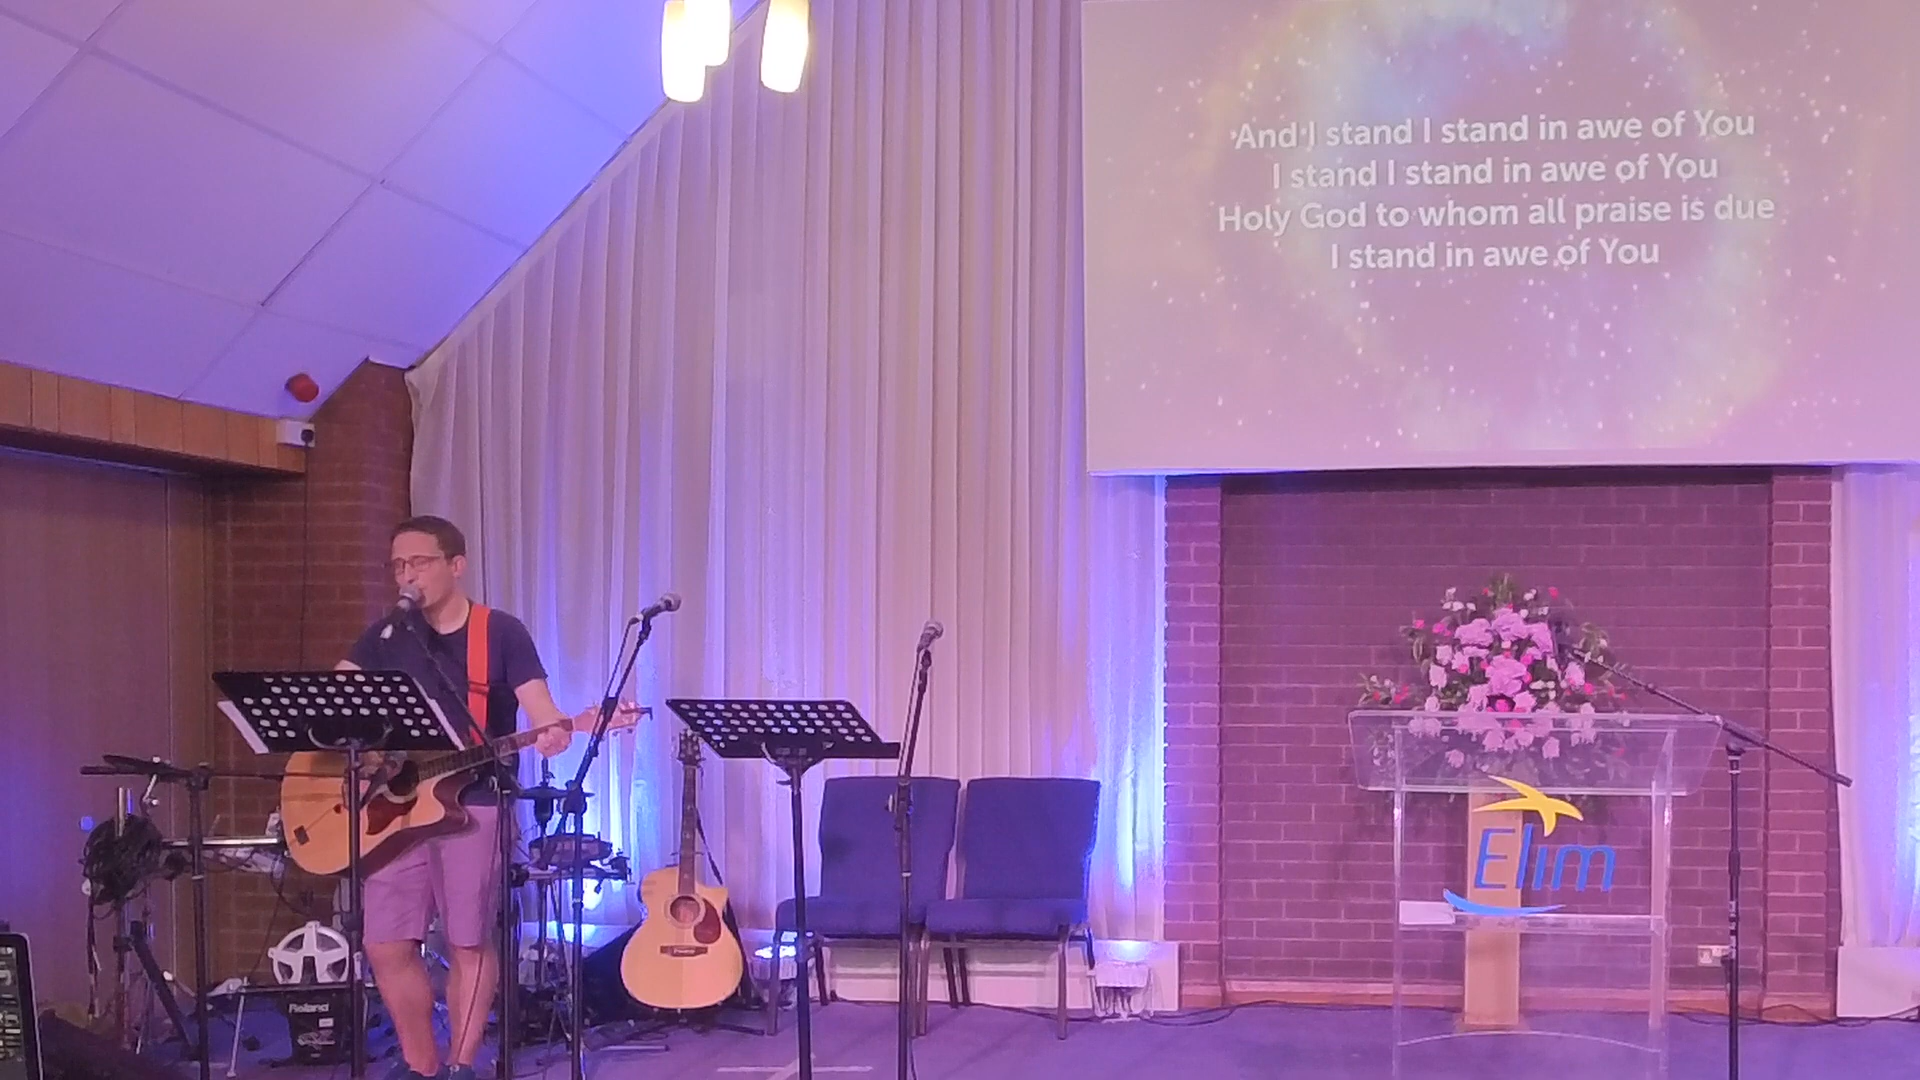 And I stand I stand in awe of You
I stand I stand in awe of You
Holy God to whom all praise is due
I stand in awe of You
Elim
Roland